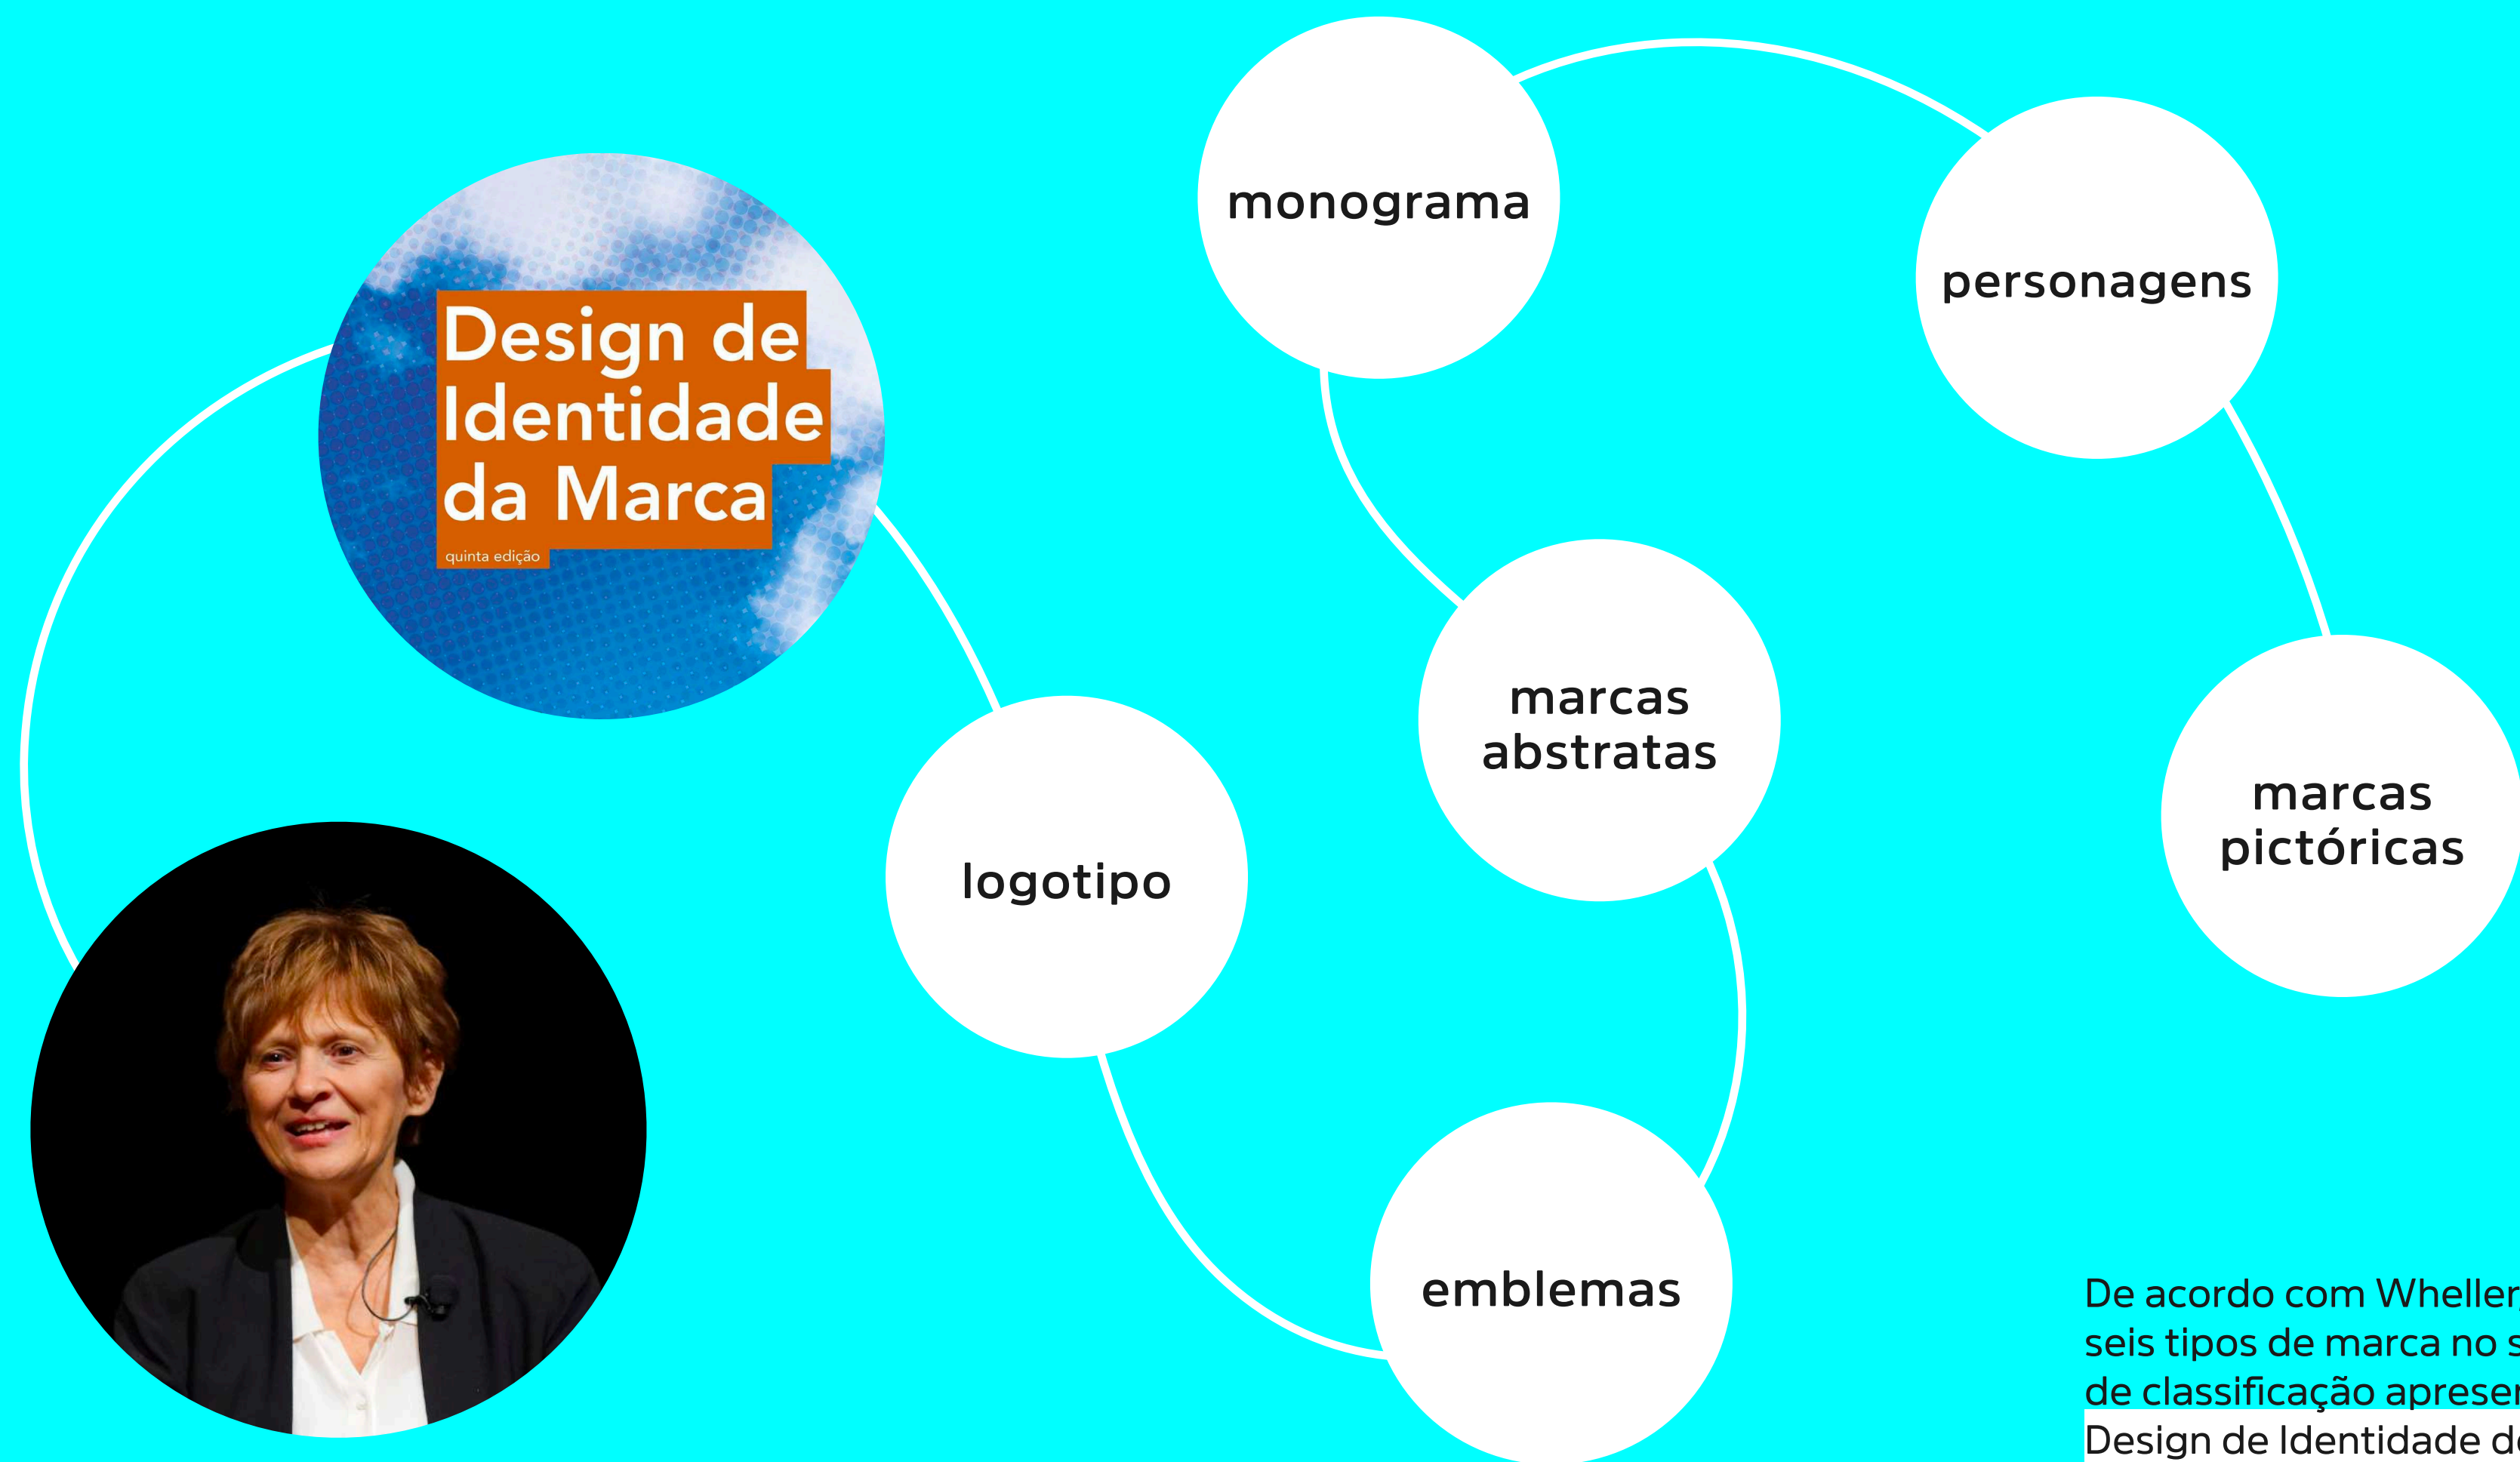 Design de
Identidade
da Marca
quinta edição
logotipo
emblemas
marcas
abstratas
monograma
personagens
marcas
pictóricas
De acordo com Wheller,
seis tipos de marca no
de classificação
Design de Identidade